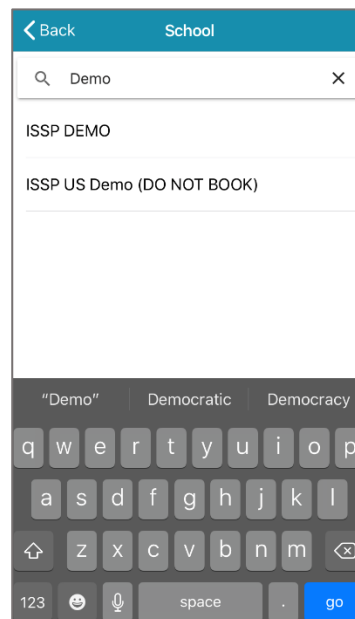 Back School
Demo
ISSP DEMO
ISSP US Demo (DO NOT BOOK)
“Demo” Democratic Democracy
q w e r t y u i o p
a s d f g h j k l
z x c v b n m
123 space . go